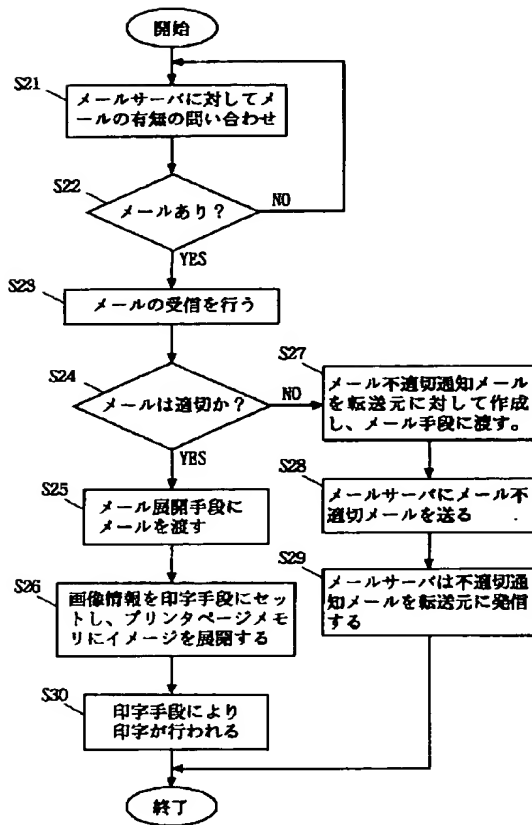 開始
S21
メールサーバに対してメ
ールの有無の問い合わせ
S22
メールあり？
NO
YES
S23
メールの受信を行う
S24
メールは適切か？
NO
YES
S27
メール不適切通知メール
を転送元に対して作成
し、メール手段に渡す。
S25
メール展開手段に
メールを渡す
S28
メールサーバにメール不
適切メールを送る
S26
画像情報を印字手段にセッ
トし、プリンタページメモ
リにイメージを展開する
S29
メールサーバは不適切通
知メールを転送元に発信
する
S30
印字手段により
印字が行われる
終了